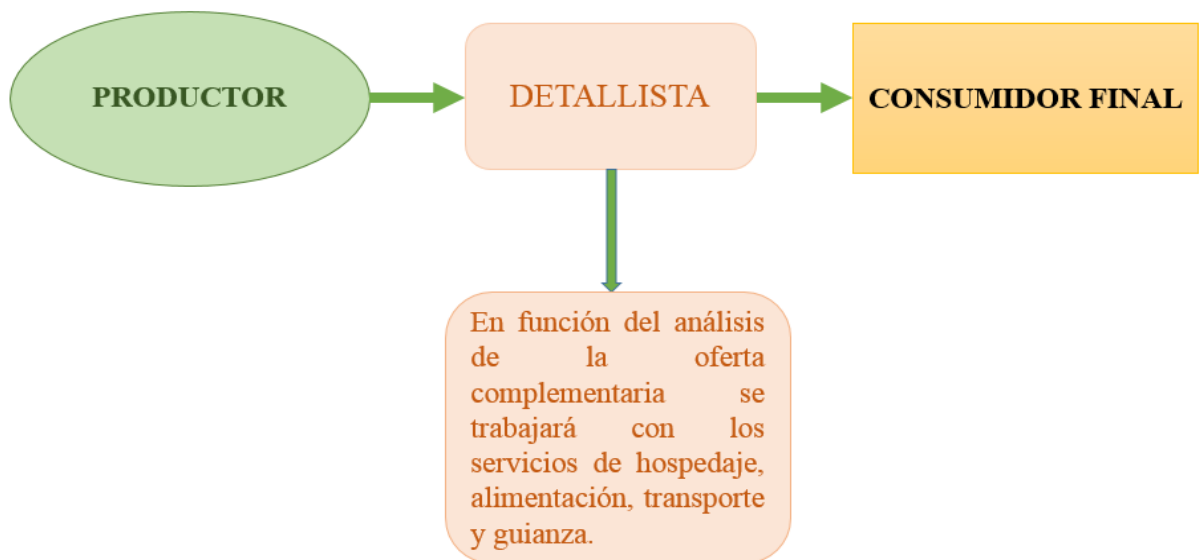 PRODUCTOR
DETALLISTA
CONSUMIDOR FINAL
En función del análisis
de la oferta
complementaria se
trabajará con los
servicios de hospedaje,
alimentación, transporte
y guianza.